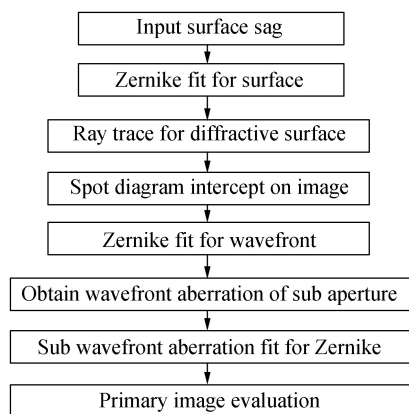 Input surface sag
Zernike fit for surface
Ray trace for diffractive surface
Spot diagram intercept on image
Zernike fit for wavefront
Obtain wavefront aberration of sub aperture
Sub wavefront aberration fit for Zernike
Primary image evaluation